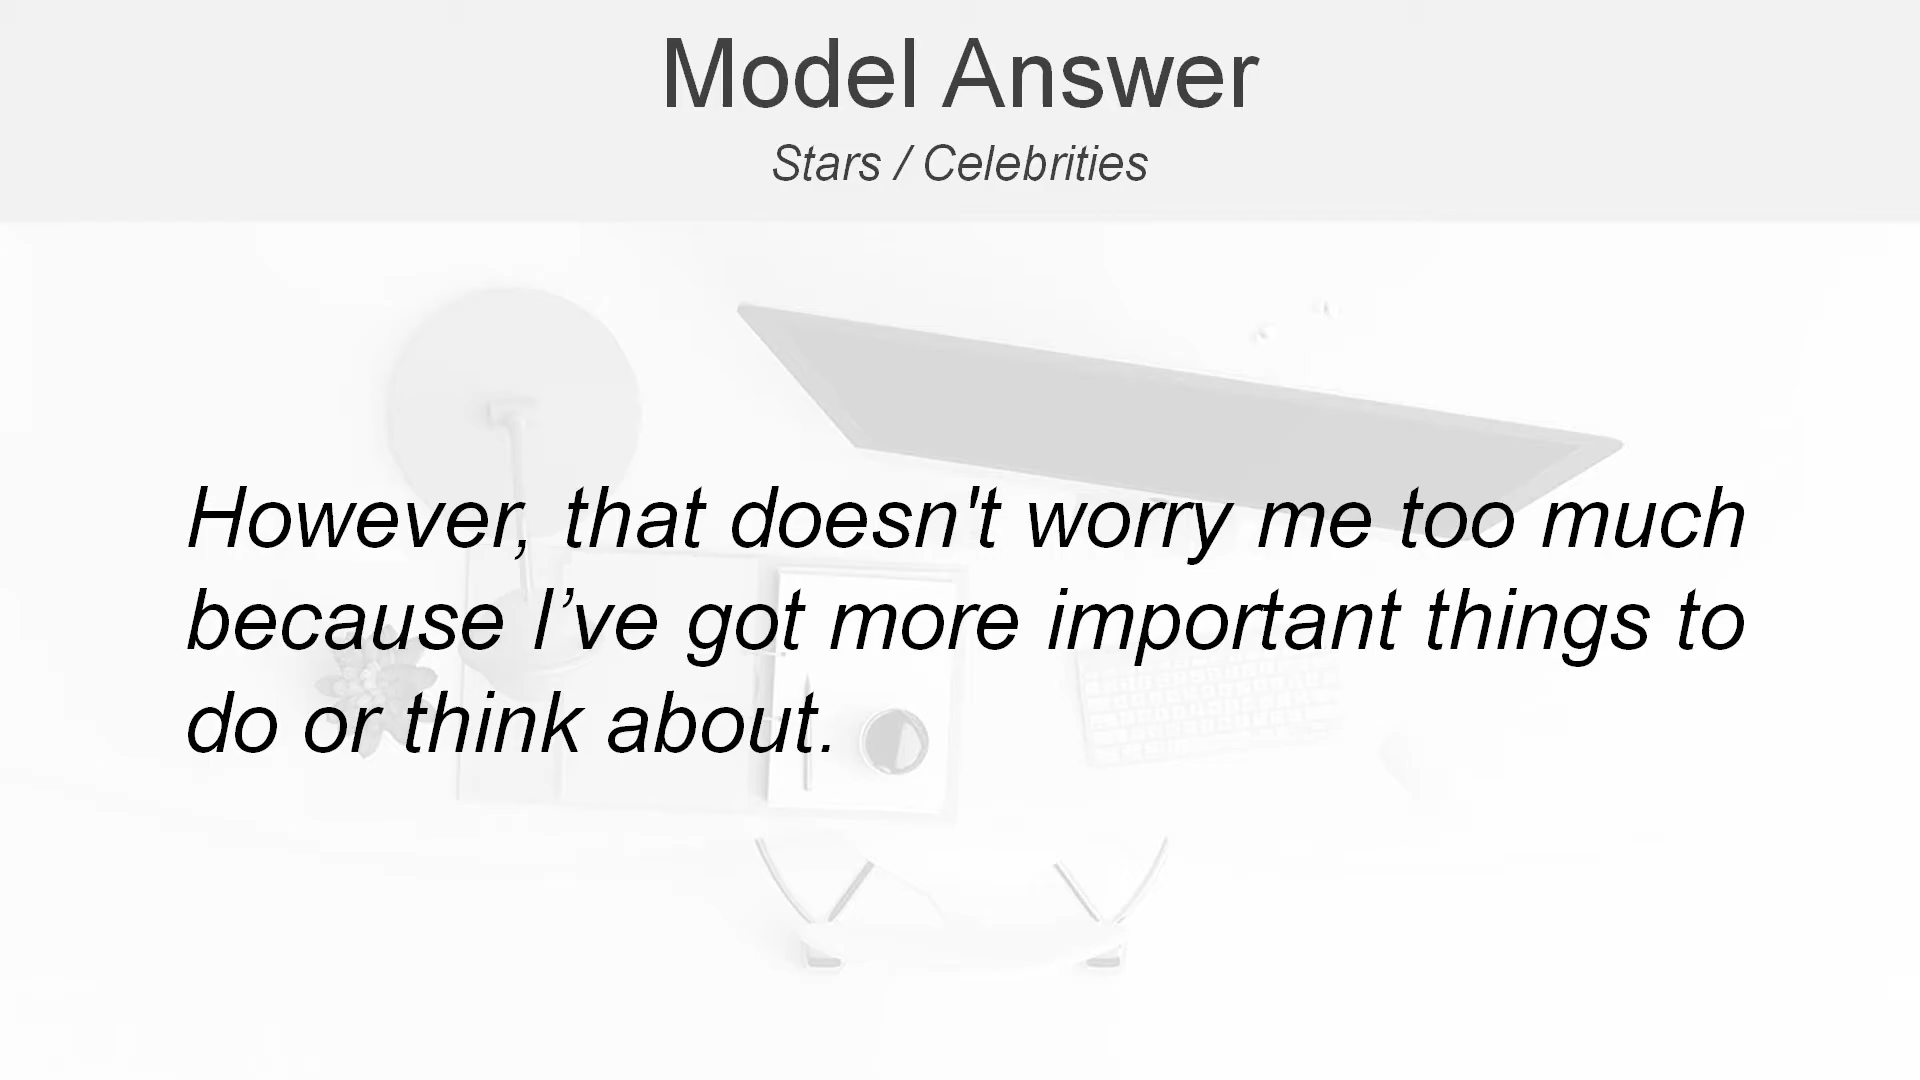 Model Answer
Stars / Celebrities
However, that doesn't worry me too much
because I’ve got more important things to
do or think about.